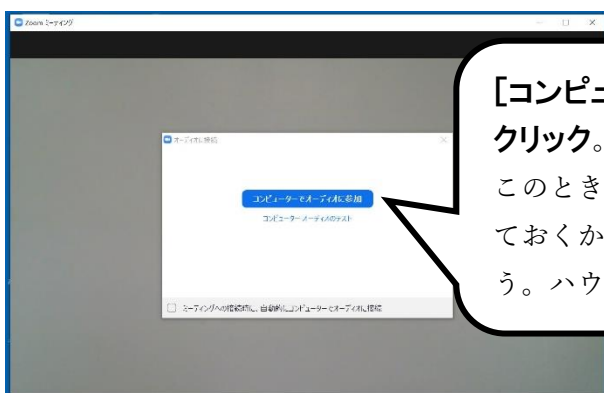 Zoom ミーティング
オーディオに接続
コンピューターでオーディオに参加
コンピューターオーディオのテスト
ミーティングへの接続時に、自動的にコンピューターでオーディオに接続
[コンピュ
クリック。
このとき
ておくか
う。ハウ